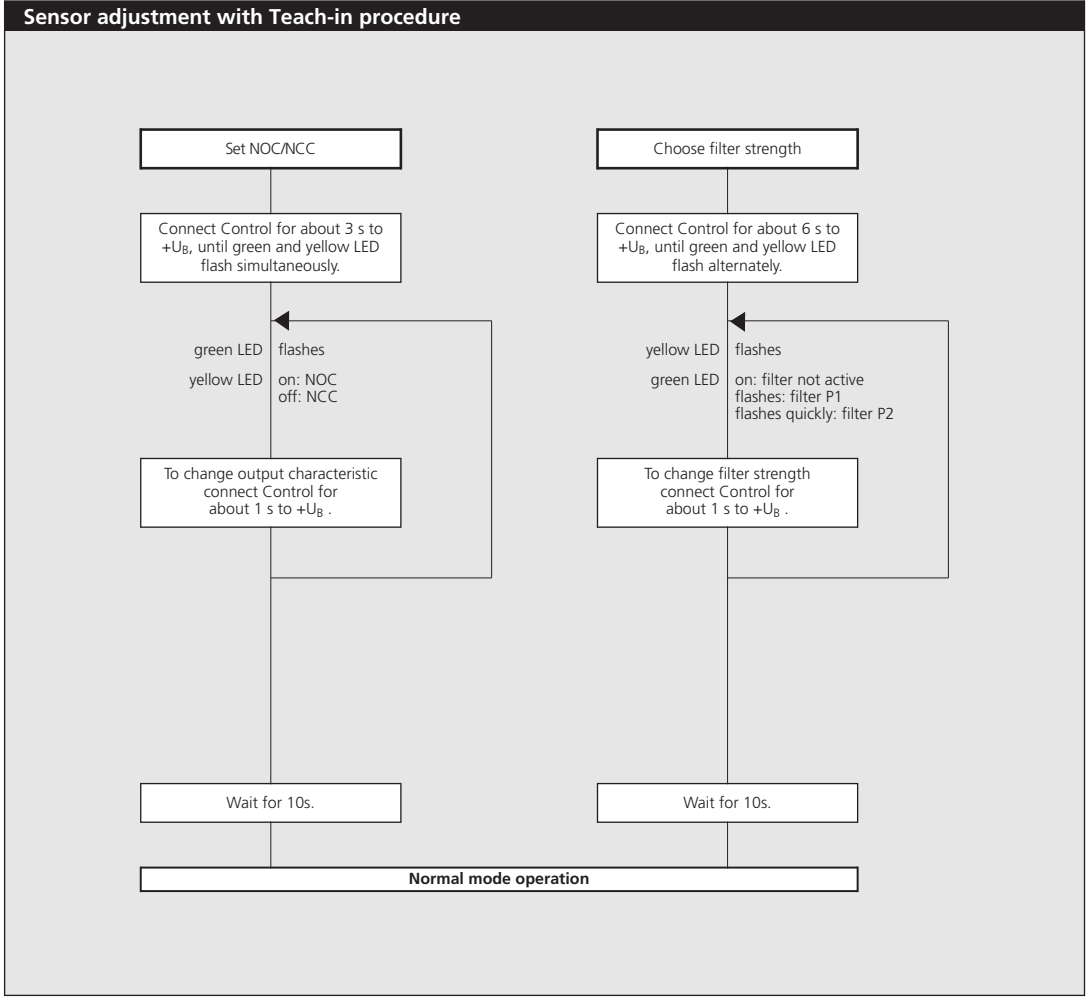 Sensor adjustment with Teach-in procedure
Set NOC/NCC
Connect Control for about 3 s to
+UB, until green and yellow LED
flash simultaneously.
green LED flashes
yellow LED on: NOC
off: NCC
To change output characteristic
connect Control for
about 1 s to +UB .
Wait for 10s.
Choose filter strength
Connect Control for about 6 s to
+UB, until green and yellow LED
flash alternately.
yellow LED flashes
green LED on: filter not active
flashes: filter P1
flashes quickly: filter P2
To change filter strength
connect Control for
about 1 s to +UB .
Wait for 10s.
Normal mode operation